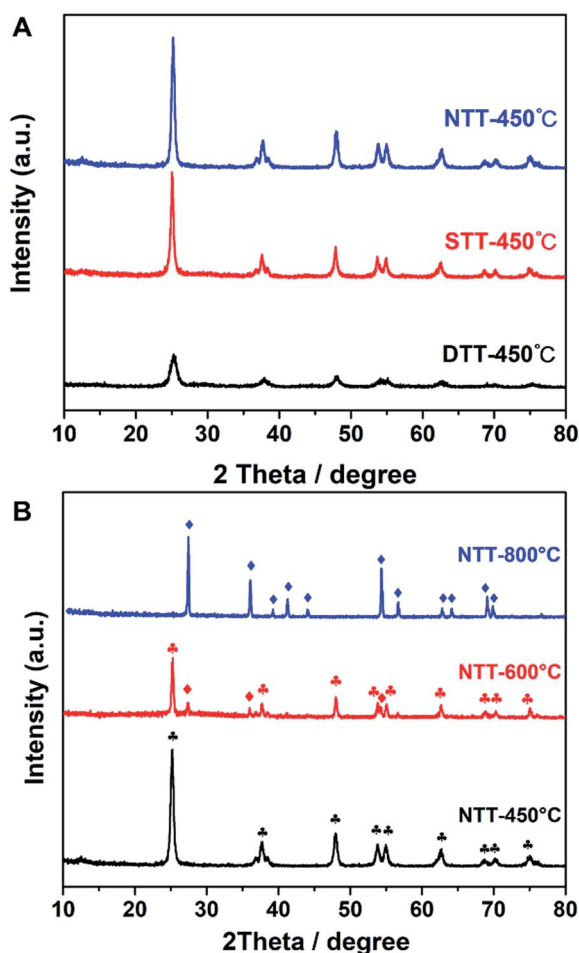 A
Intensity (a.u.)
NTT-450°C
STT-450°C
DTT-450°C
10 20 30 40 50 60 70 80
2 Theta / degree
B
Intensity (a.u.)
♦ ♦ ♦ ♦ ♦ ♦ ♦ ♦ ♦ ♦ ♦
NTT-800°C
♣ ♦ ♦ ♣ ♣ ♣ ♦ ♣ ♣ ♣ ♣ ♣
NTT-600°C
♣ ♣ ♣ ♣ ♣ ♣ ♣ ♣ ♣
NTT-450°C
10 20 30 40 50 60 70 80
2Theta / degree